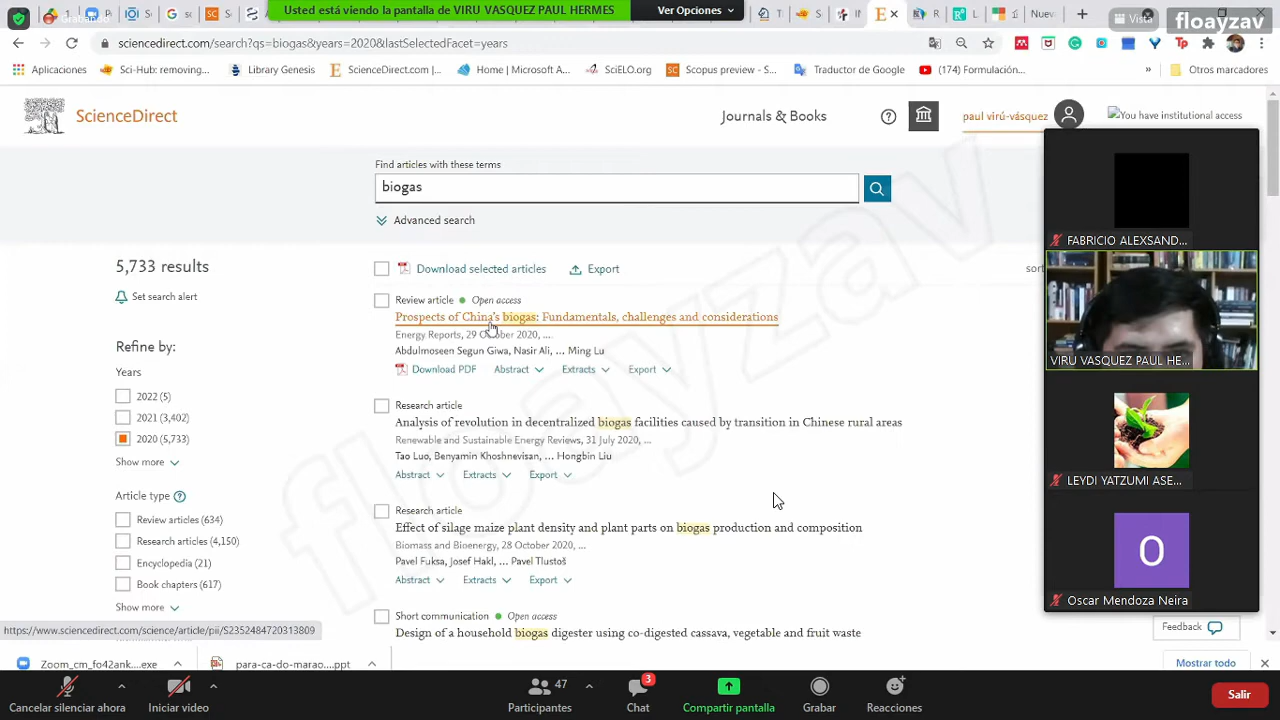 Grabando
Usted está viendo la pantalla de VIRU VASQUEZ PAUL HERMES
Ver Opciones
Vista
floayzav
sciencedirect.com/search?qs=biogas&years=2020&lastSelectedFacet=years
Aplicaciones
Sci-Hub: removing...
Library Genesis
ScienceDirect.com |...
Home | Microsoft A...
SciELO.org
Scopus preview - S...
Traductor de Google
(174) Formulación...
»
Otros marcadores
ScienceDirect
Journals & Books
paul virú-vásquez
You have institutional access
Find articles with these terms
biogas
Advanced search
5,733 results
Set search alert
Refine by:
Years
2022 (5)
2021 (3,402)
2020 (5,733)
Show more
Article type
Review articles (634)
Research articles (4,150)
Encyclopedia (21)
Book chapters (617)
Show more
Download selected articles
Export
sort
Review article
Open access
Prospects of China's biogas: Fundamentals, challenges and considerations
Energy Reports, 29 October 2020, ...
Abdulmoseen Segun Giwa, Nasir Ali, ... Ming Lu
Download PDF
Abstract
Extracts
Export
Research article
Analysis of revolution in decentralized biogas facilities caused by transition in Chinese rural areas
Renewable and Sustainable Energy Reviews, 31 July 2020, ...
Tao Luo, Benyamin Khoshnevisan, ... Hongbin Liu
Abstract
Extracts
Export
Research article
Effect of silage maize plant density and plant parts on biogas production and composition
Biomass and Bioenergy, 28 October 2020, ...
Pavel Fuksa, Josef Hakl, ... Pavel Tlustoš
Abstract
Extracts
Export
Short communication
Open access
Design of a household biogas digester using co-digested cassava, vegetable and fruit waste
FABRICIO ALEXSAND...
VIRU VASQUEZ PAUL HE...
LEYDI YATZUMI ASE...
O
Oscar Mendoza Neira
Feedback
https://www.sciencedirect.com/science/article/pii/S2352484720313809
Zoom_cm_fo42ank....exe
para-ca-do-marao....ppt
Mostrar todo
Cancelar silenciar ahora
Iniciar video
47
Participantes
3
Chat
Compartir pantalla
Grabar
Reacciones
Salir
floayzav